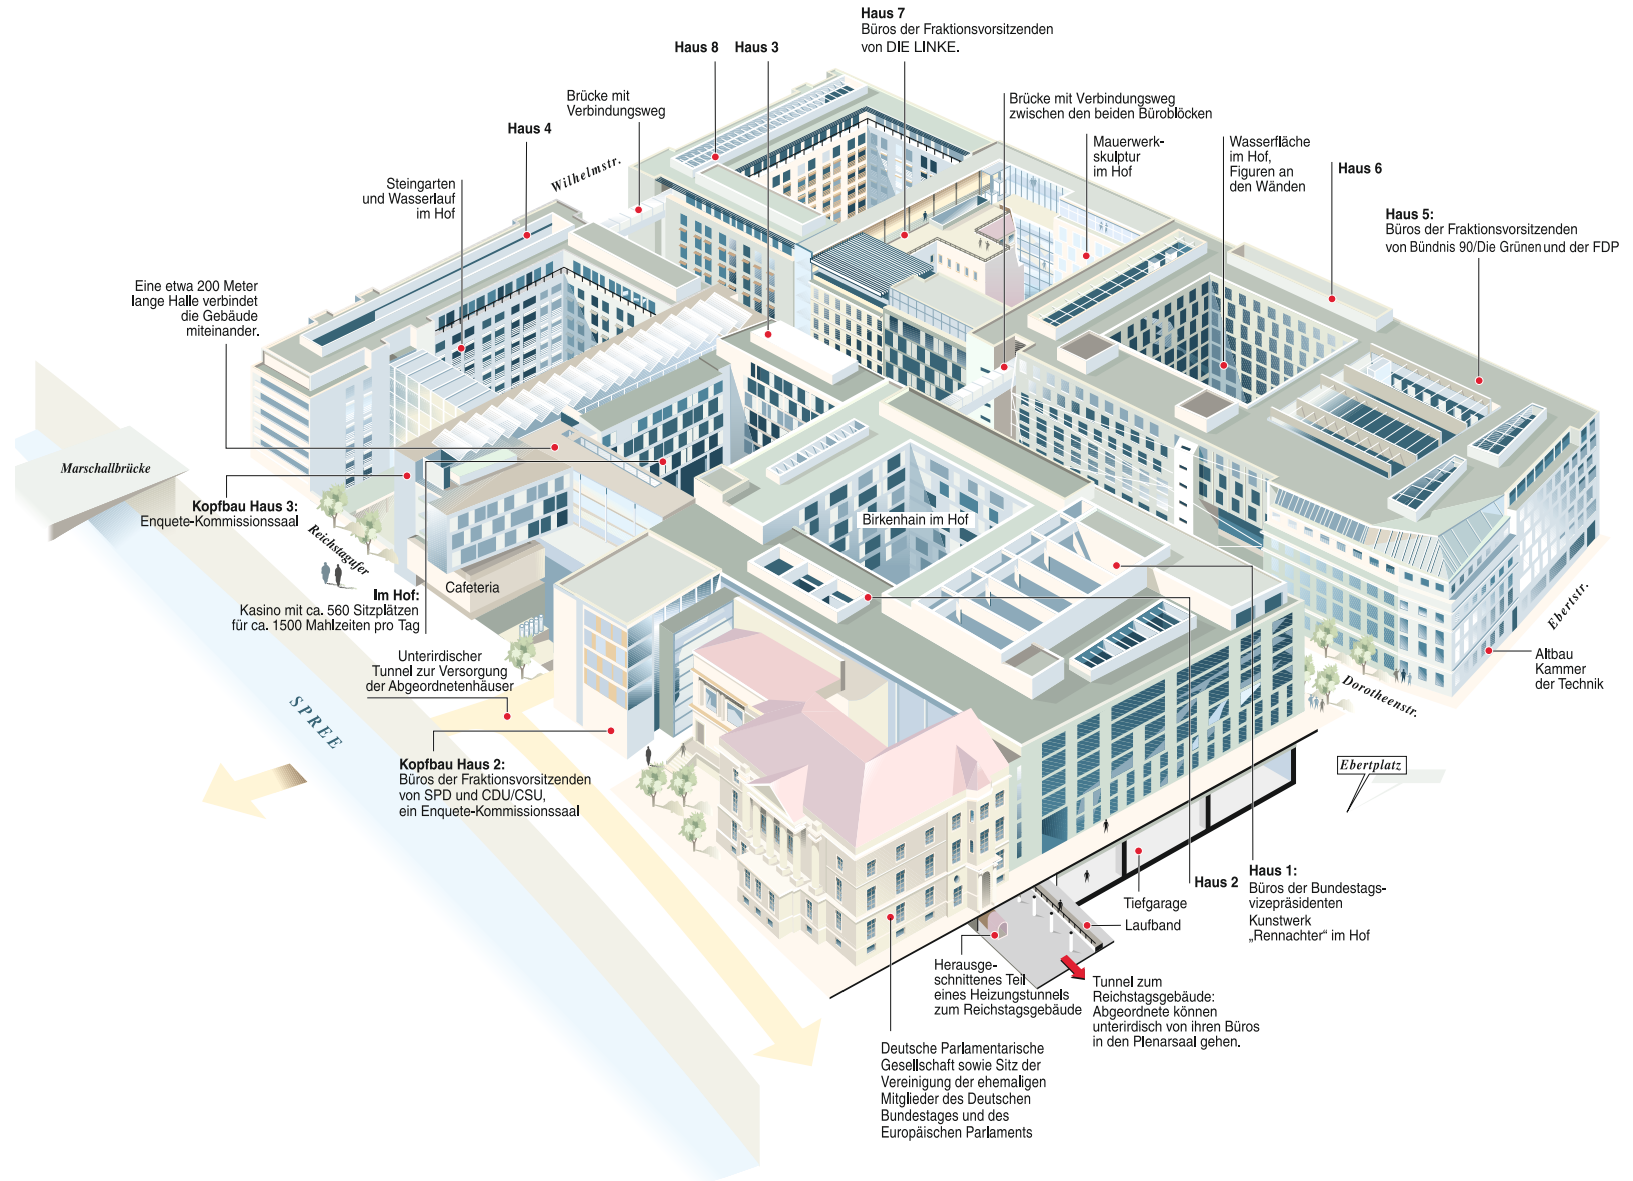 Haus 7
Büros der Fraktionsvorsitzenden
von DIE LINKE.
Haus 8
Haus 3
Brücke mit
Verbindungsweg
Haus 4
Wilhelmstr.
Steingarten
und Wasserlauf
im Hof
Brücke mit Verbindungsweg
zwischen den beiden Büroblöcken
Mauerwerk-
skulptur
im Hof
Wasserfläche
im Hof,
Figuren an
den Wänden
Haus 6
Haus 5:
Büros der Fraktionsvorsitzenden
von Bündnis 90/Die Grünen und der FDP
Eine etwa 200 Meter
lange Halle verbindet
die Gebäude
miteinander.
Marschallbrücke
Kopfbau Haus 3:
Enquete-Kommissionssaal
Reichstagufer
Birkenhain im Hof
Cafeteria
Im Hof:
Kasino mit ca. 560 Sitzplätzen
für ca. 1500 Mahlzeiten pro Tag
Unterirdischer
Tunnel zur Versorgung
der Abgeordnetenhäuser
SPREE
Kopfbau Haus 2:
Büros der Fraktionsvorsitzenden
von SPD und CDU/CSU,
ein Enquete-Kommissionssaal
Ebertstr.
Altbau
Kammer
der Technik
Dorotheenstr.
Ebertplatz
Haus 2
Haus 1:
Büros der Bundestags-
vizepräsidenten
Kunstwerk
„Rennachter“ im Hof
Tiefgarage
Laufband
Herausge-
schnittenes Teil
eines Heizungstunnels
zum Reichstagsgebäude
Tunnel zum
Reichstagsgebäude:
Abgeordnete können
unterirdisch von ihren Büros
in den Plenarsaal gehen.
Deutsche Parlamentarische
Gesellschaft sowie Sitz der
Vereinigung der ehemaligen
Mitglieder des Deutschen
Bundestages und des
Europäischen Parlaments